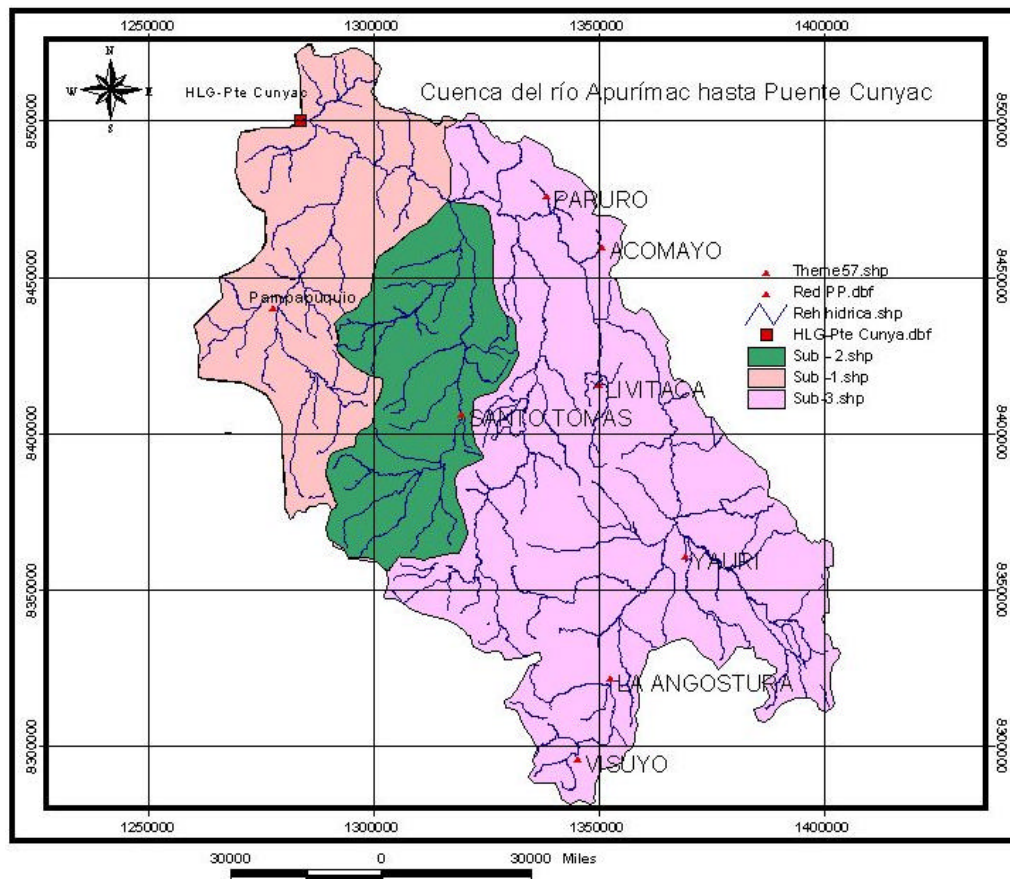 1250000 1300000 1350000 1400000
N
W E
S
HLG-Pte Cunyac
Cuenca del río Apurímac hasta Puente Cunyac
8500000 8500000
PARURO
ACOMAYO
8450000 8450000
Pampapuquio
Theme57.shp
Red PP.dbf
Reh hidrica.shp
HLG-Pte Cunya.dbf
Sub -2.shp
Sub -1.shp
Sub-3.shp
LIVITACA
SANTO TOMAS
8400000 8400000
YAURI
8350000 8350000
LA ANGOSTURA
8300000 8300000
VISUYO
1250000 1300000 1350000 1400000
30000 0 30000 Miles